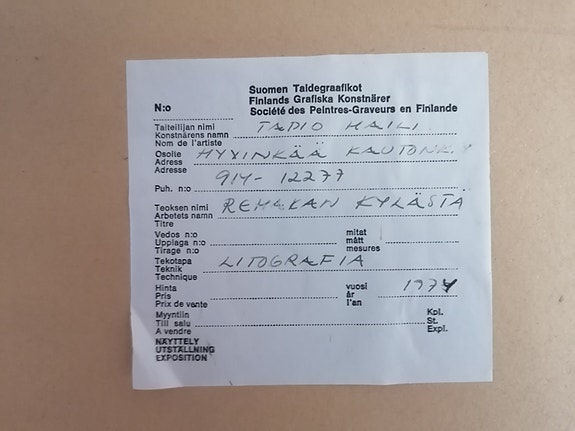 Suomen Taidegraafikot
Finlands Grafiska Konstnärer
N:o
Société des Peintres-Graveurs en Finlande
Taiteilijan nimi TAPIO HAILI
Konstnärens namn
Nom de l'artiste
Osoite HYVINKÄÄ
Adress
Adresse
914-12277
Puh. n:o
Teoksen nimi REMAKAN KYLÄSTÄ
Arbetets namn
Titre
Vedos n:o mitat
Upplaga n:o mått
Tirage n:o mesures
Tekotapa LITOGRAFIA
Teknik
Technique
Hinta vuosi 1974
Pris år
Prix de vente l'an
Myyntiin Kpl.
Till salu St.
A vendre Expl.
NÄYTTELY
UTSTÄLLNING
EXPOSITION